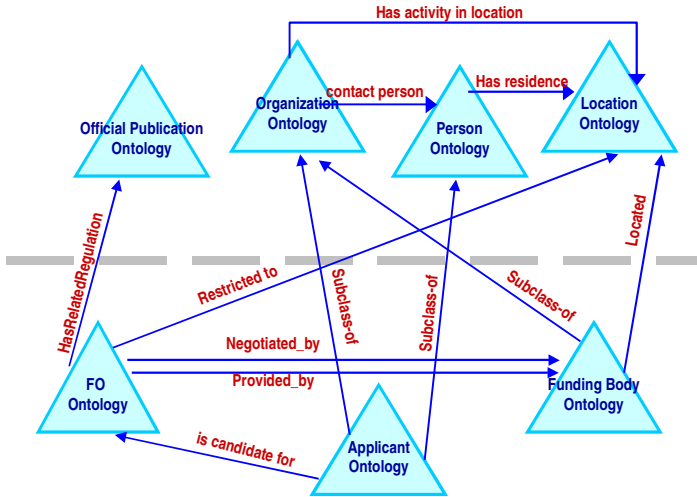 Has activity in location
contact person
Has residence
Official Publication
Ontology
Organization
Ontology
Person
Ontology
Location
Ontology
HasRelatedRegulation
Restricted to
Subclass-of
Subclass-of
Subclass-of
Located
Negotiated_by
Provided_by
FO
Ontology
Funding Body
Ontology
is candidate for
Applicant
Ontology